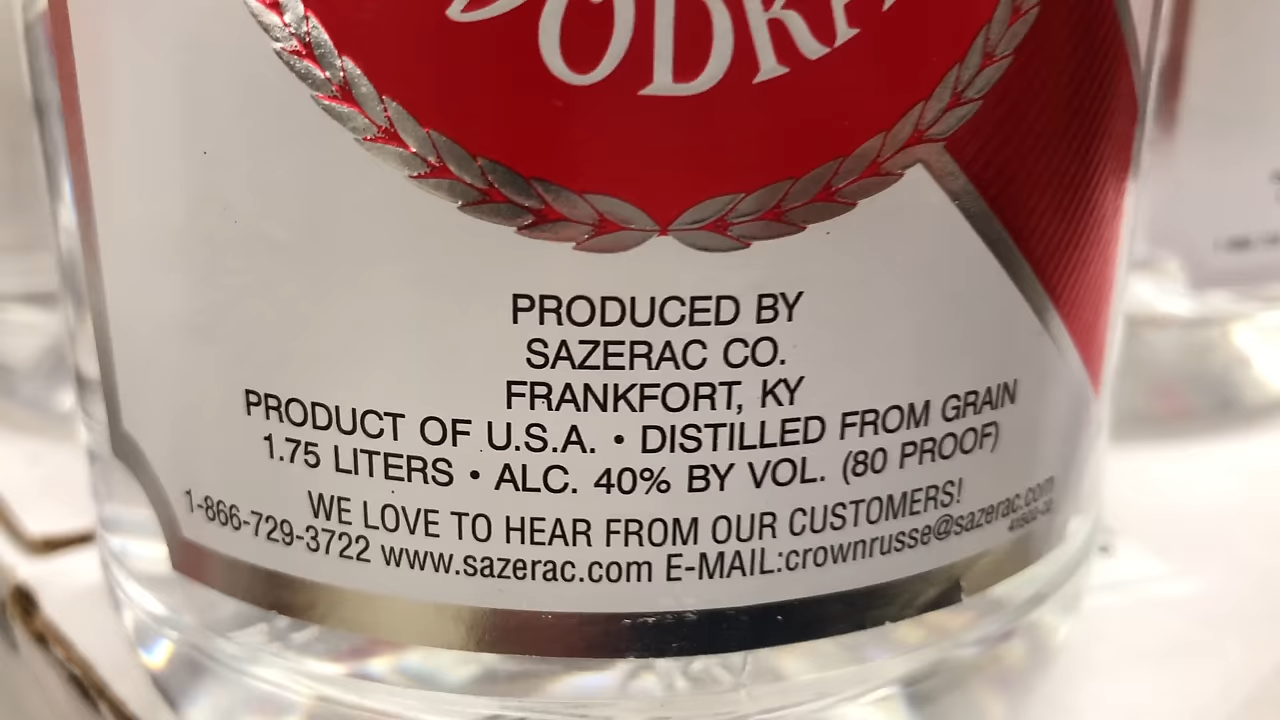 VODKA
PRODUCED BY
SAZERAC CO.
FRANKFORT, KY
PRODUCT OF U.S.A. • DISTILLED FROM GRAIN
1.75 LITERS • ALC. 40% BY VOL. (80 PROOF)
WE LOVE TO HEAR FROM OUR CUSTOMERS!
1-866-729-3722 www.sazerac.com E-MAIL:crownrusse@sazerac.com